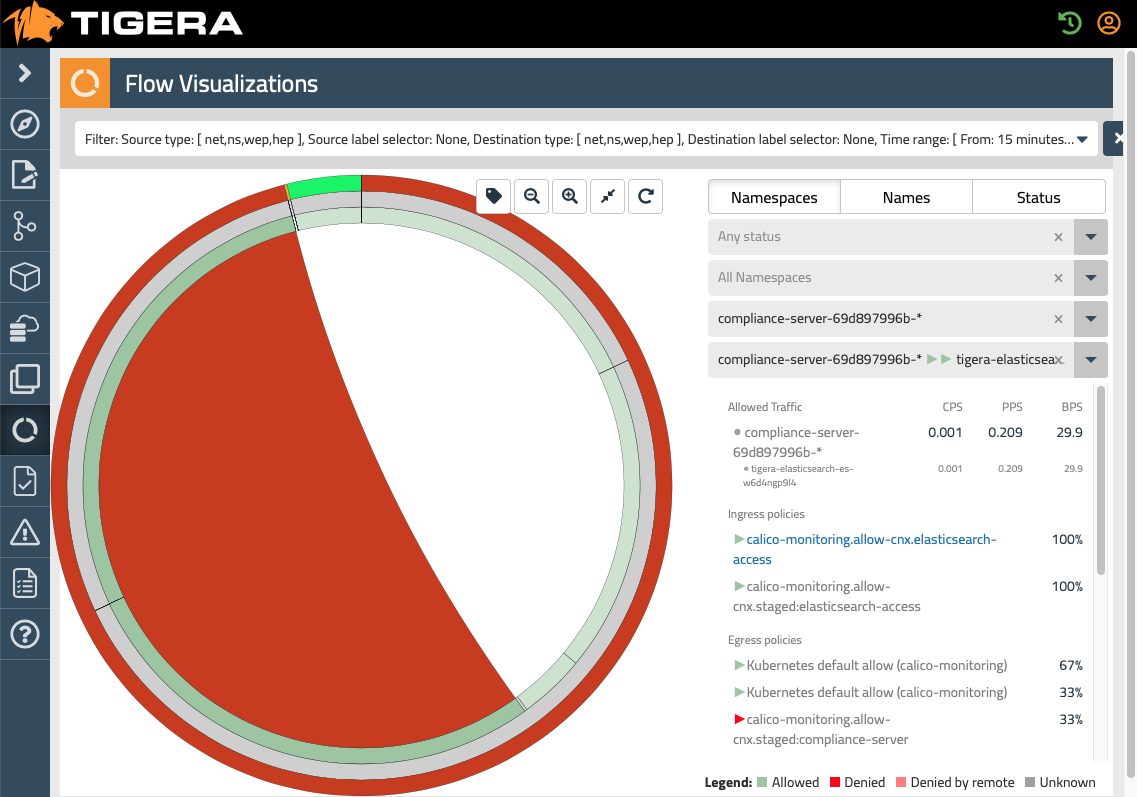 TIGERA
Flow Visualizations
Filter: Source type: [ net,ns,wep,hep ], Source label selector: None, Destination type: [ net,ns,wep,hep ], Destination label selector: None, Time range: [ From: 15 minutes...
Namespaces Names Status
Any status
All Namespaces
compliance-server-69d897996b-*
compliance-server-69d897996b-* ▶▶ tigera-elasticsea
Allowed Traffic CPS PPS BPS
compliance-server- 0.001 0.209 29.9
69d897996b-*
tigera-elasticsearch-es- 0.001 0.209 29.9
w6d4ngp9l4
Ingress policies
calico-monitoring.allow-cnx.elasticsearch- 100%
access
calico-monitoring.allow- 100%
cnx.staged:elasticsearch-access
Egress policies
Kubernetes default allow (calico-monitoring) 67%
Kubernetes default allow (calico-monitoring) 33%
calico-monitoring.allow- 33%
cnx.staged:compliance-server
Legend: Allowed Denied Denied by remote Unknown